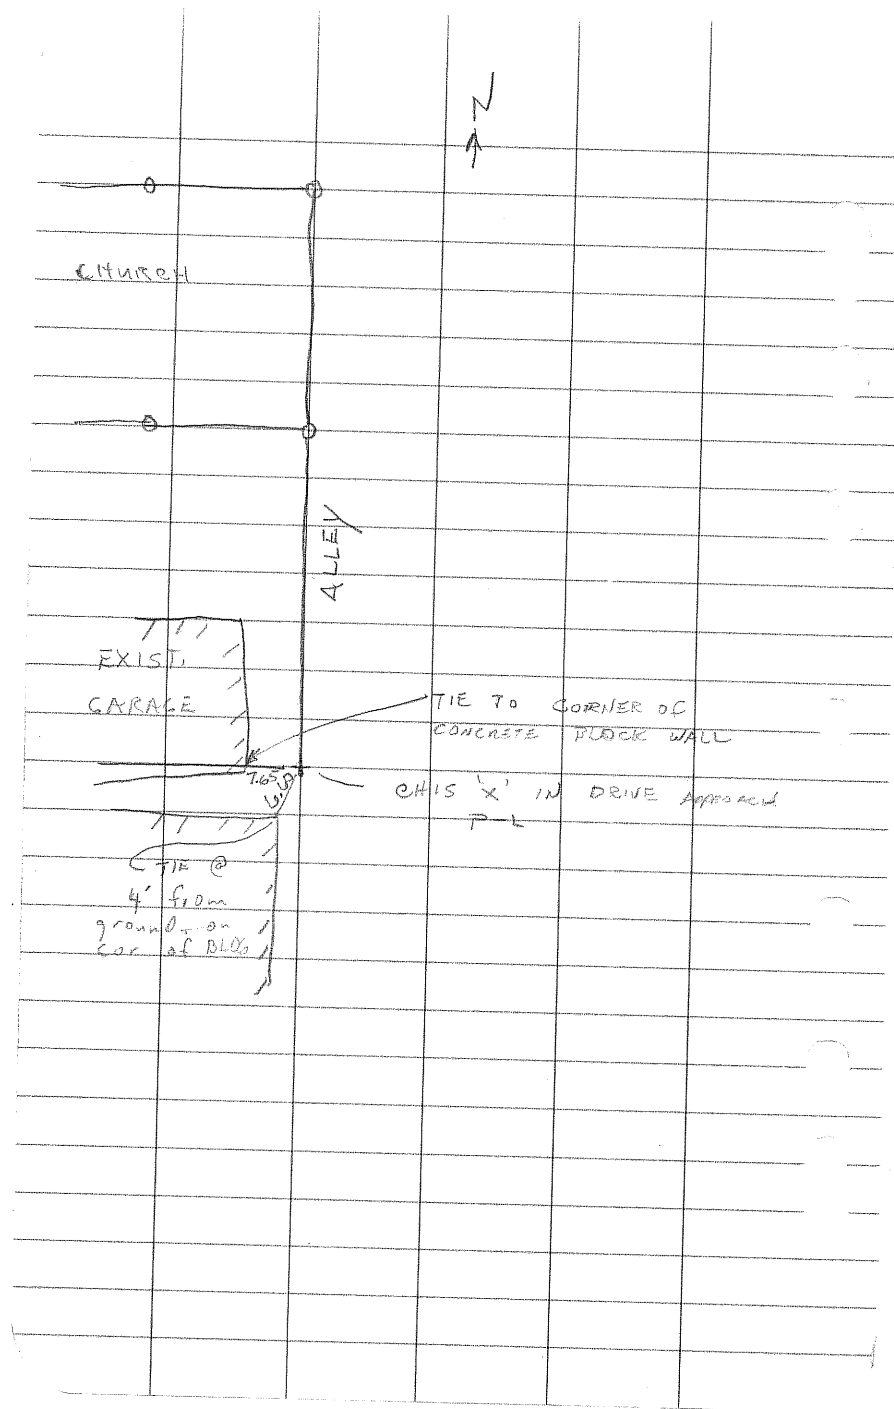 N
CHURCH
ALLEY
EXIST.
GARAGE
TIE TO CORNER OF
CONCRETE BLOCK WALL
7.65
CHIS 'X' IN DRIVE APPROACH
P-L
TIE @
4' from
ground - on
cor of BLDG